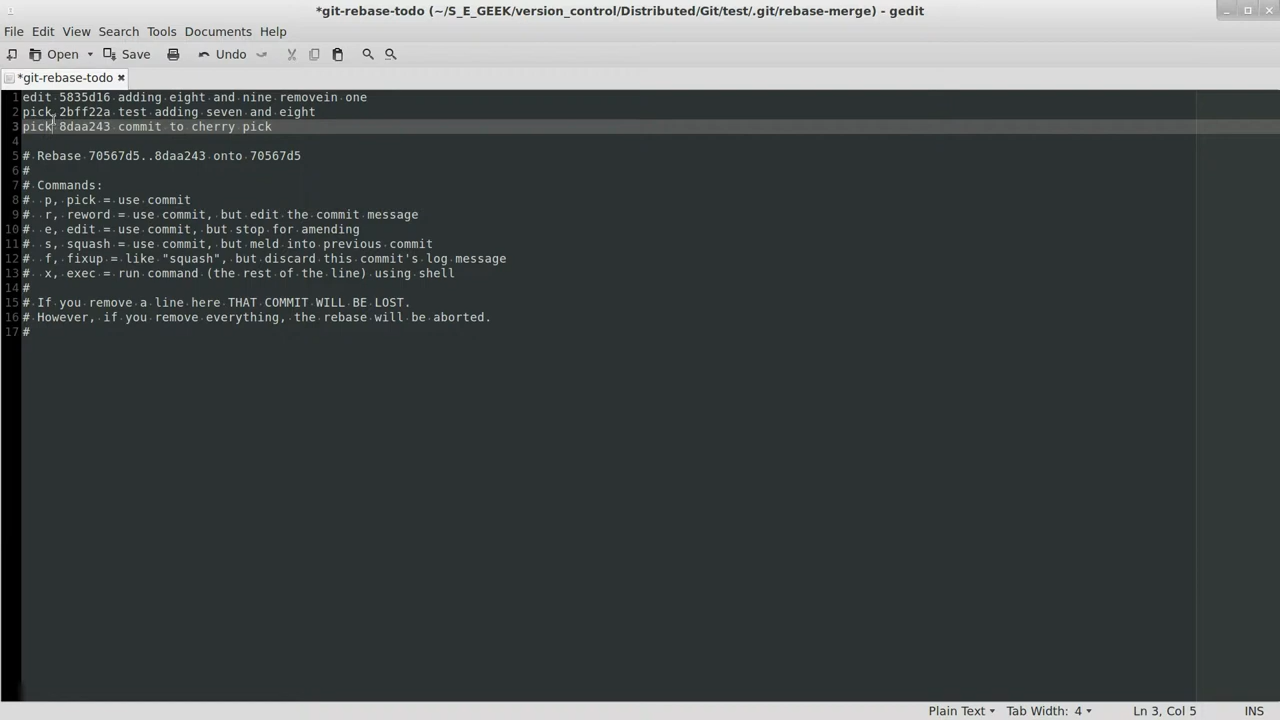 *git-rebase-todo (~/S_E_GEEK/version_control/Distributed/Git/test/.git/rebase-merge) - gedit
File Edit View Search Tools Documents Help
Open Save Undo
*git-rebase-todo
1 edit 5835d16 adding eight and nine removein one
2 pick 2bff22a test adding seven and eight
3 pick 8daa243 commit to cherry pick
4
5 # Rebase 70567d5..8daa243 onto 70567d5
6 #
7 # Commands:
8 #  p, pick = use commit
9 #  r, reword = use commit, but edit the commit message
10 #  e, edit = use commit, but stop for amending
11 #  s, squash = use commit, but meld into previous commit
12 #  f, fixup = like "squash", but discard this commit's log message
13 #  x, exec = run command (the rest of the line) using shell
14 #
15 # If you remove a line here THAT COMMIT WILL BE LOST.
16 # However, if you remove everything, the rebase will be aborted.
17 #
Plain Text Tab Width: 4 Ln 3, Col 5 INS